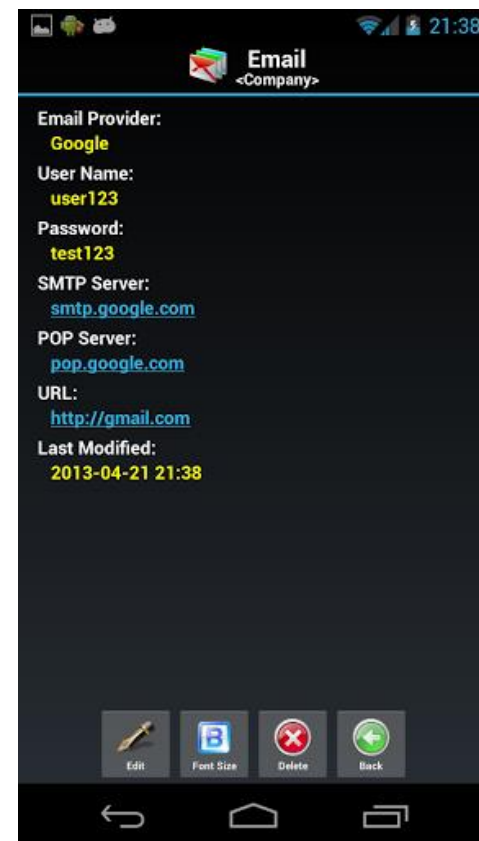 21:38
Email
<Company>
Email Provider:
Google
User Name:
user123
Password:
test123
SMTP Server:
smtp.google.com
POP Server:
pop.google.com
URL:
http://gmail.com
Last Modified:
2013-04-21 21:38
B
Edit Font Size Delete Back